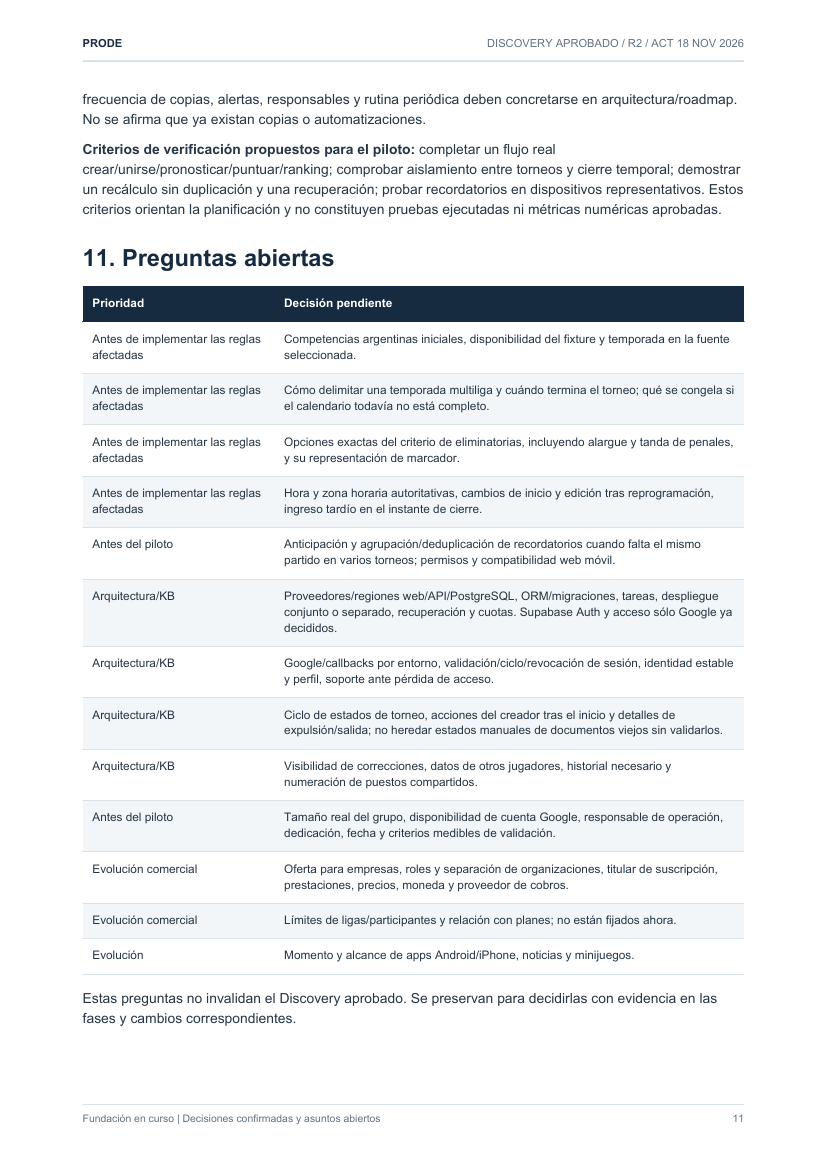 PRODE
DISCOVERY APROBADO / R2 / ACT 18 NOV 2026
frecuencia de copias, alertas, responsables y rutina periódica deben concretarse en arquitectura/roadmap.
No se afirma que ya existan copias o automatizaciones.
Criterios de verificación propuestos para el piloto: completar un flujo real
crear/unirse/pronosticar/puntuar/ranking; comprobar aislamiento entre torneos y cierre temporal; demostrar
un recálculo sin duplicación y una recuperación; probar recordatorios en dispositivos representativos. Estos
criterios orientan la planificación y no constituyen pruebas ejecutadas ni métricas numéricas aprobadas.
11. Preguntas abiertas
Prioridad
Decisión pendiente
Antes de implementar las reglas
afectadas
Competencias argentinas iniciales, disponibilidad del fixture y temporada en la fuente
seleccionada.
Antes de implementar las reglas
afectadas
Cómo delimitar una temporada multiliga y cuándo termina el torneo; qué se congela si
el calendario todavía no está completo.
Antes de implementar las reglas
afectadas
Opciones exactas del criterio de eliminatorias, incluyendo alargue y tanda de penales,
y su representación de marcador.
Antes de implementar las reglas
afectadas
Hora y zona horaria autoritativas, cambios de inicio y edición tras reprogramación,
ingreso tardío en el instante de cierre.
Antes del piloto
Anticipación y agrupación/deduplicación de recordatorios cuando falta el mismo
partido en varios torneos; permisos y compatibilidad web móvil.
Arquitectura/KB
Proveedores/regiones web/API/PostgreSQL, ORM/migraciones, tareas, despliegue
conjunto o separado, recuperación y cuotas. Supabase Auth y acceso sólo Google ya
decididos.
Arquitectura/KB
Google/callbacks por entorno, validación/ciclo/revocación de sesión, identidad estable
y perfil, soporte ante pérdida de acceso.
Arquitectura/KB
Ciclo de estados de torneo, acciones del creador tras el inicio y detalles de
expulsión/salida; no heredar estados manuales de documentos viejos sin validarlos.
Arquitectura/KB
Visibilidad de correcciones, datos de otros jugadores, historial necesario y
numeración de puestos compartidos.
Antes del piloto
Tamaño real del grupo, disponibilidad de cuenta Google, responsable de operación,
dedicación, fecha y criterios medibles de validación.
Evolución comercial
Oferta para empresas, roles y separación de organizaciones, titular de suscripción,
prestaciones, precios, moneda y proveedor de cobros.
Evolución comercial
Límites de ligas/participantes y relación con planes; no están fijados ahora.
Evolución
Momento y alcance de apps Android/iPhone, noticias y minijuegos.
Estas preguntas no invalidan el Discovery aprobado. Se preservan para decidirlas con evidencia en las
fases y cambios correspondientes.
Fundación en curso | Decisiones confirmadas y asuntos abiertos
11